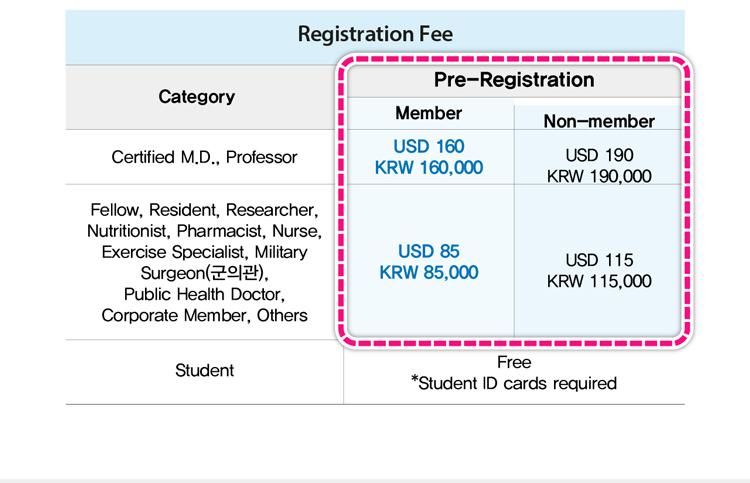 Registration Fee
Category
Pre-Registration
Member
Non-member
Certified M.D., Professor
USD 160
KRW 160,000
USD 190
KRW 190,000
Fellow, Resident, Researcher,
Nutritionist, Pharmacist, Nurse,
Exercise Specialist, Military
Surgeon(군의관),
Public Health Doctor,
Corporate Member, Others
USD 85
KRW 85,000
USD 115
KRW 115,000
Student
Free
*Student ID cards required